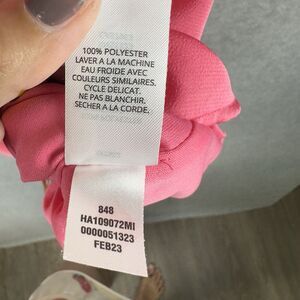 100% POLYESTER
LAVER A LA MACHINE
EAU FROIDE AVEC
COULEURS SIMILAIRES.
CYCLE DELICAT.
NE PAS BLANCHIR.
SECHER A LA CORDE.
848
HA109072MI
0000051323
FEB23